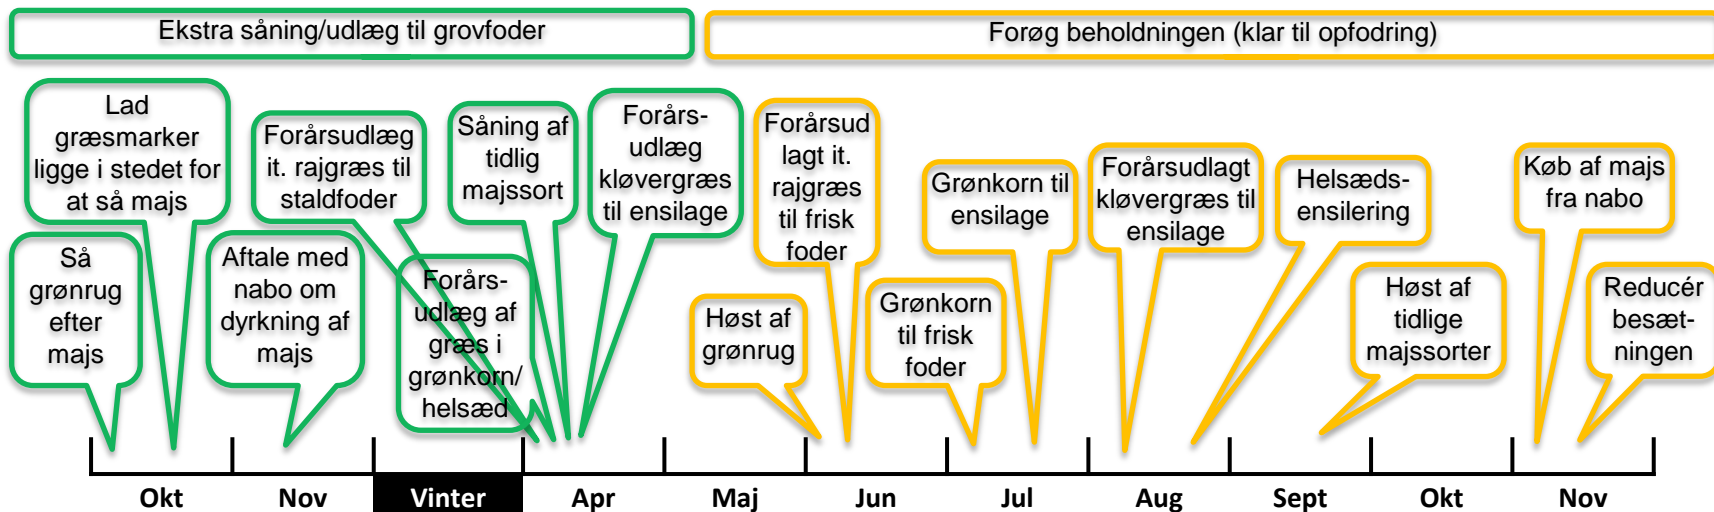 Ekstra såning/udlæg til grovfoder
Forøg beholdningen (klar til opfodring)
Lad
græsmarker
ligge i stedet for
at så majs
Så
grønrug
efter
majs
Forårsudlæg
it. rajgræs til
staldfoder
Aftale med
nabo om
dyrkning af
majs
Såning af
tidlig
majssort
Forårs-
udlæg af
græs i
grønkorn/
helsæd
Forårs-
udlæg
kløvergræs
til ensilage
Forårsud
lagt it.
rajgræs
til frisk
foder
Høst af
grønrug
Grønkorn til
ensilage
Grønkorn
til frisk
foder
Forårsudlagt
kløvergræs til
ensilage
Helsæds-
ensilering
Høst af
tidlige
majssorter
Køb af majs
fra nabo
Reducér
besæt-
ningen
Okt
Nov
Vinter
Apr
Maj
Jun
Jul
Aug
Sept
Okt
Nov